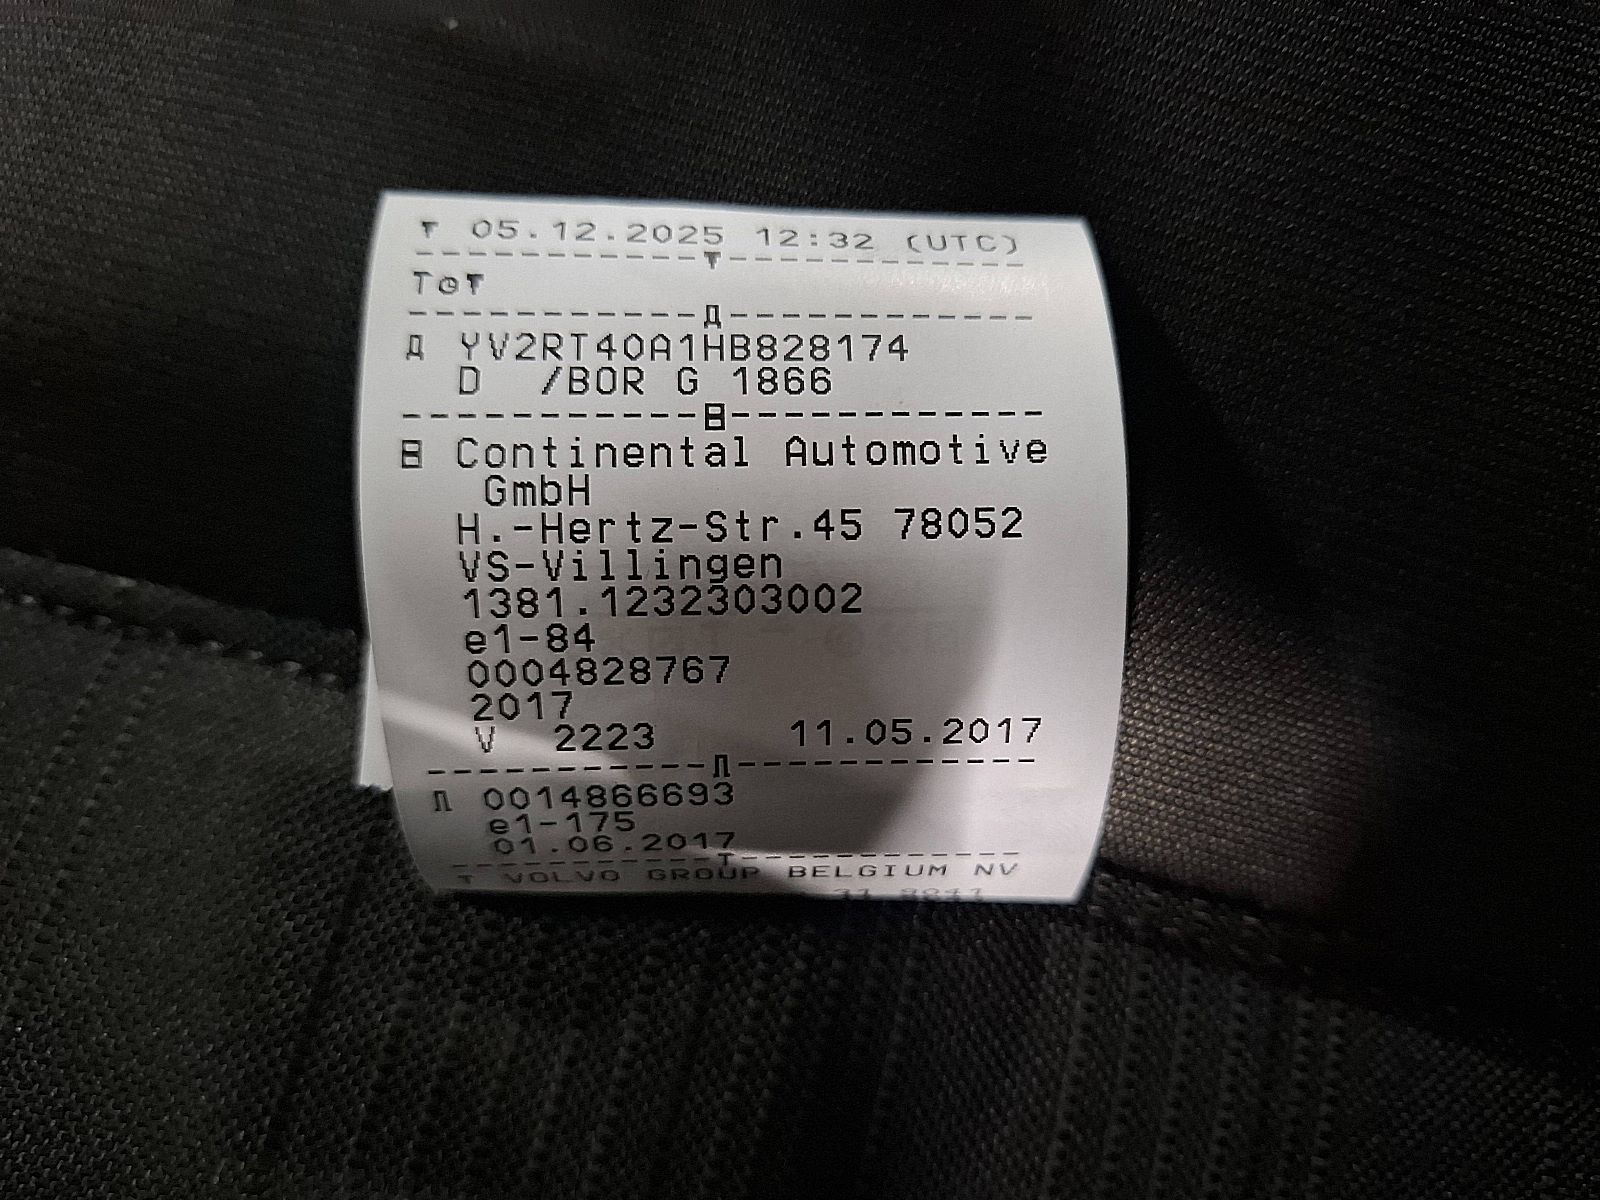 ▼ 05.12.2025 12:32 (UTC)
-----------▼------------
T⊙▼
-----------д------------
д YV2RT40A1HB828174
D /BOR G 1866
-----------B------------
B Continental Automotive
GmbH
H.-Hertz-Str.45 78052
VS-Villingen
1381.1232303002
e1-84
0004828767
2017
V 2223 11.05.2017
-----------Л------------
Л 0014866693
e1-175
01.06.2017
-----------T------------
T VOLVO GROUP BELGIUM NV